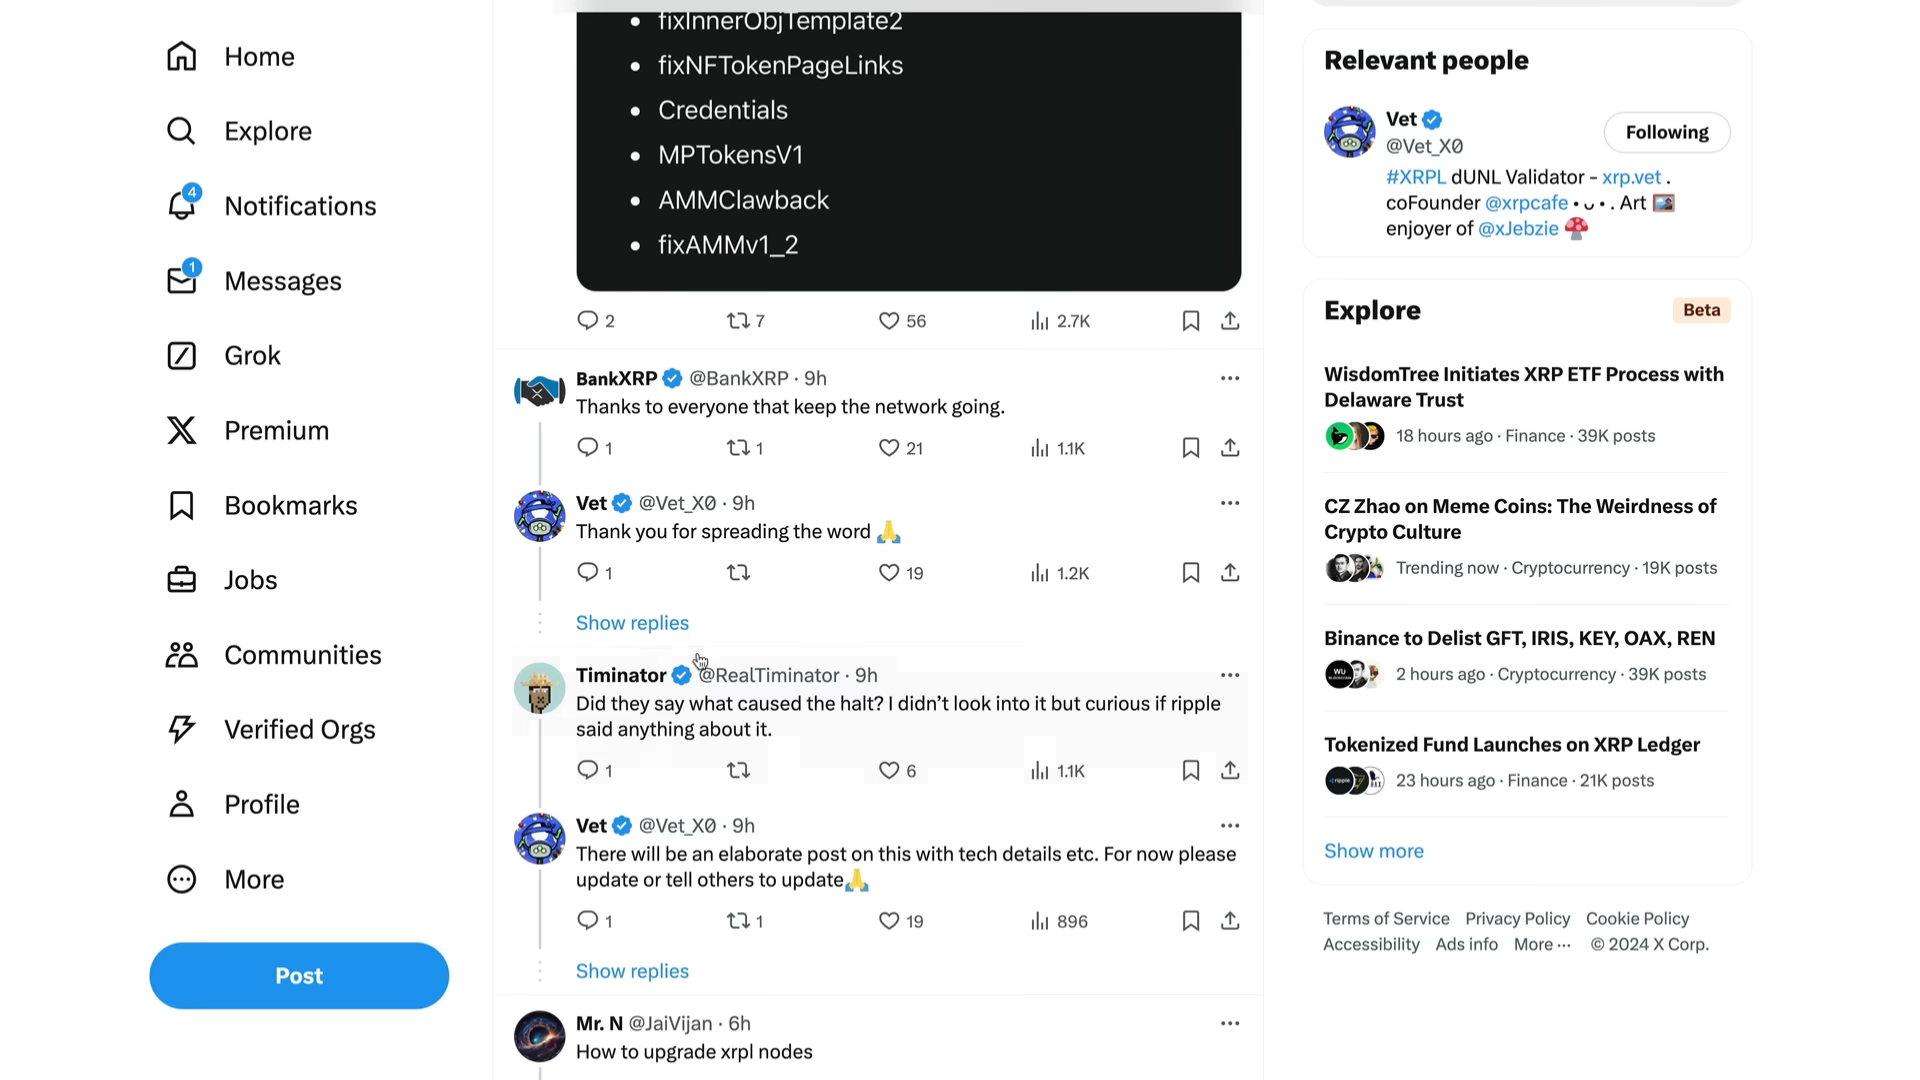 Home
Explore
4
Notifications
1
Messages
Grok
Premium
Bookmarks
Jobs
Communities
Verified Orgs
Profile
More
Post
• fixInnerObjTemplate2
• fixNFTokenPageLinks
• Credentials
• MPTokensV1
• AMMClawback
• fixAMMv1_2
2 7 56 2.7K
BankXRP @BankXRP · 9h
Thanks to everyone that keep the network going.
1 1 21 1.1K
Vet @Vet_X0 · 9h
Thank you for spreading the word 🙏
1 19 1.2K
Show replies
Timinator @RealTiminator · 9h
Did they say what caused the halt? I didn’t look into it but curious if ripple
said anything about it.
1 6 1.1K
Vet @Vet_X0 · 9h
There will be an elaborate post on this with tech details etc. For now please
update or tell others to update🙏
1 1 19 896
Show replies
Mr. N @JaiVijan · 6h
How to upgrade xrpl nodes
Relevant people
Vet
@Vet_X0
Following
#XRPL dUNL Validator - xrp.vet .
coFounder @xrpcafe • ᴗ • . Art 🖼️
enjoyer of @xJebzie 🍄
Explore
Beta
WisdomTree Initiates XRP ETF Process with
Delaware Trust
18 hours ago · Finance · 39K posts
CZ Zhao on Meme Coins: The Weirdness of
Crypto Culture
Trending now · Cryptocurrency · 19K posts
Binance to Delist GFT, IRIS, KEY, OAX, REN
2 hours ago · Cryptocurrency · 39K posts
Tokenized Fund Launches on XRP Ledger
23 hours ago · Finance · 21K posts
Show more
Terms of Service Privacy Policy Cookie Policy
Accessibility Ads info More ··· © 2024 X Corp.